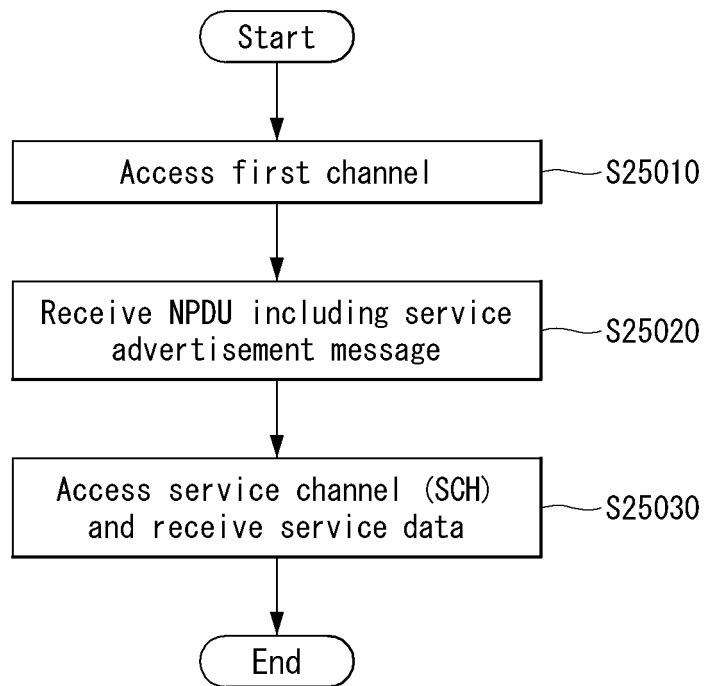 Start
Access first channel
S25010
Receive NPDU including service
advertisement message
S25020
Access service channel (SCH)
and receive service data
S25030
End